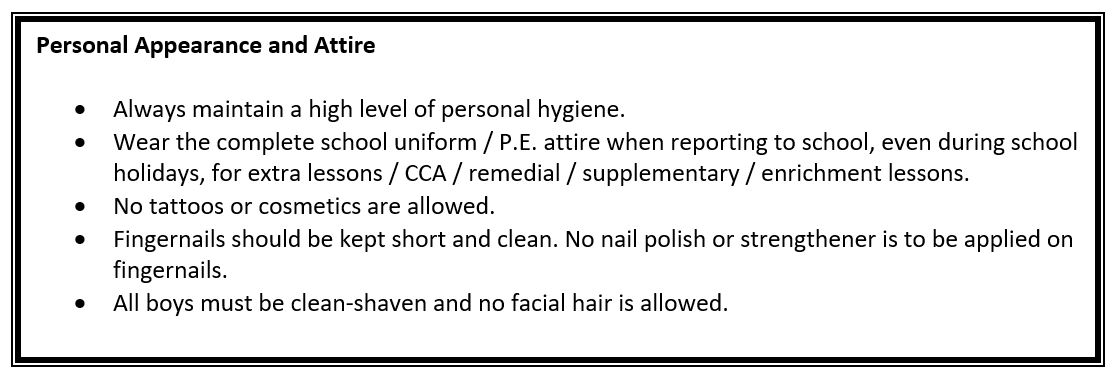 Personal Appearance and Attire
• Always maintain a high level of personal hygiene.
• Wear the complete school uniform / P.E. attire when reporting to school, even during school
holidays, for extra lessons / CCA / remedial / supplementary / enrichment lessons.
• No tattoos or cosmetics are allowed.
• Fingernails should be kept short and clean. No nail polish or strengthener is to be applied on
fingernails.
• All boys must be clean-shaven and no facial hair is allowed.